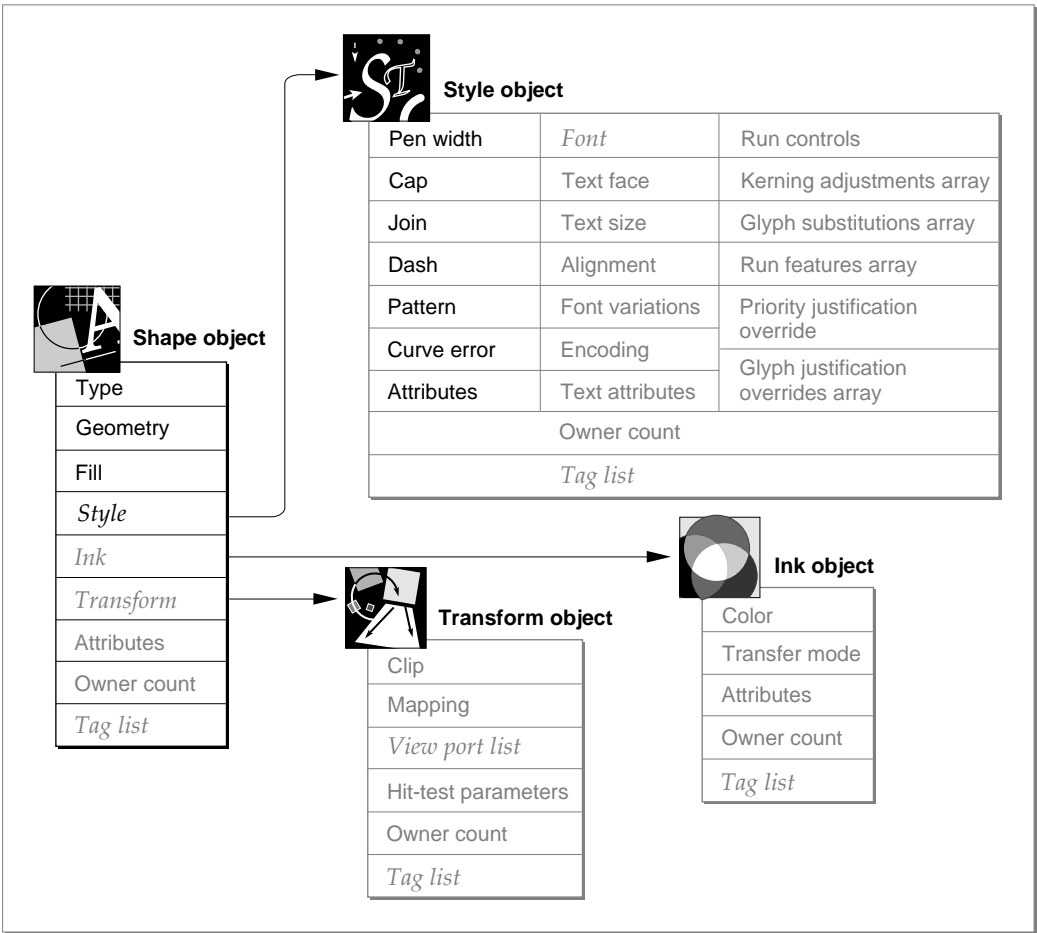 Style object
Pen width Font Run controls
Cap Text face Kerning adjustments array
Join Text size Glyph substitutions array
Dash Alignment Run features array
Pattern Font variations Priority justification
override
Curve error Encoding
Glyph justification
Attributes Text attributes overrides array
Owner count
Tag list
Shape object
Type
Geometry
Fill
Style
Ink
Transform
Attributes
Owner count
Tag list
Transform object
Clip
Mapping
View port list
Hit-test parameters
Owner count
Tag list
Ink object
Color
Transfer mode
Attributes
Owner count
Tag list